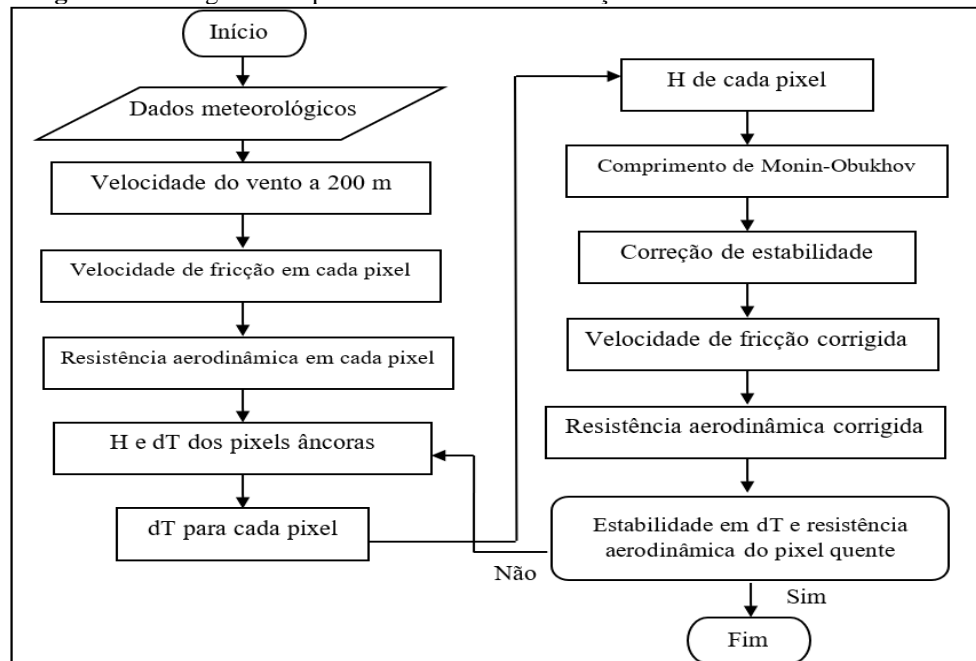 Início
Dados meteorológicos
Velocidade do vento a 200 m
Velocidade de fricção em cada pixel
Resistência aerodinâmica em cada pixel
H e dT dos pixels âncoras
dT para cada pixel
H de cada pixel
Comprimento de Monin-Obukhov
Correção de estabilidade
Velocidade de fricção corrigida
Resistência aerodinâmica corrigida
Estabilidade em dT e resistência
aerodinâmica do pixel quente
Não
Sim
Fim